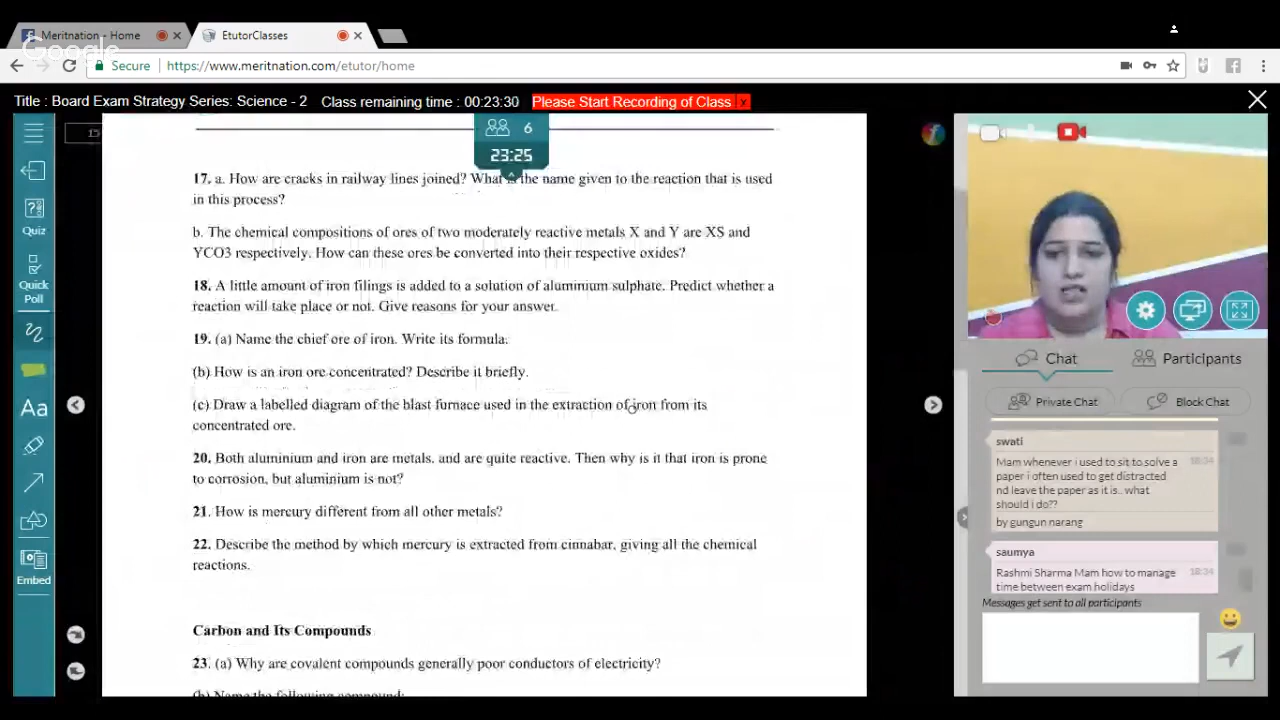 Meritnation - Home
EtutorClasses
Google
Secure
https://www.meritnation.com/etutor/home
Title : Board Exam Strategy Series: Science - 2 Class remaining time : 00:23:30 Please Start Recording of Class x
6
23:25
Quiz
Quick
Poll
Aa
Embed
17. a. How are cracks in railway lines joined? What is the name given to the reaction that is used
in this process?
b. The chemical compositions of ores of two moderately reactive metals X and Y are XS and
YCO3 respectively. How can these ores be converted into their respective oxides?
18. A little amount of iron filings is added to a solution of aluminium sulphate. Predict whether a
reaction will take place or not. Give reasons for your answer.
19. (a) Name the chief ore of iron. Write its formula.
(b) How is an iron ore concentrated? Describe it briefly.
(c) Draw a labelled diagram of the blast furnace used in the extraction of iron from its
concentrated ore.
20. Both aluminium and iron are metals, and are quite reactive. Then why is it that iron is prone
to corrosion, but aluminium is not?
21. How is mercury different from all other metals?
22. Describe the method by which mercury is extracted from cinnabar, giving all the chemical
reactions.
Carbon and Its Compounds
23. (a) Why are covalent compounds generally poor conductors of electricity?
(b) Name the following compound:
Chat
Participants
Private Chat
Block Chat
swati
Mam whenever i used to sit to solve a 18:34
paper i often used to get distracted
nd leave the paper as it is.. what
should i do??
by gungun narang
saumya
Rashmi Sharma Mam how to manage 18:34
time between exam holidays
Messages get sent to all participants